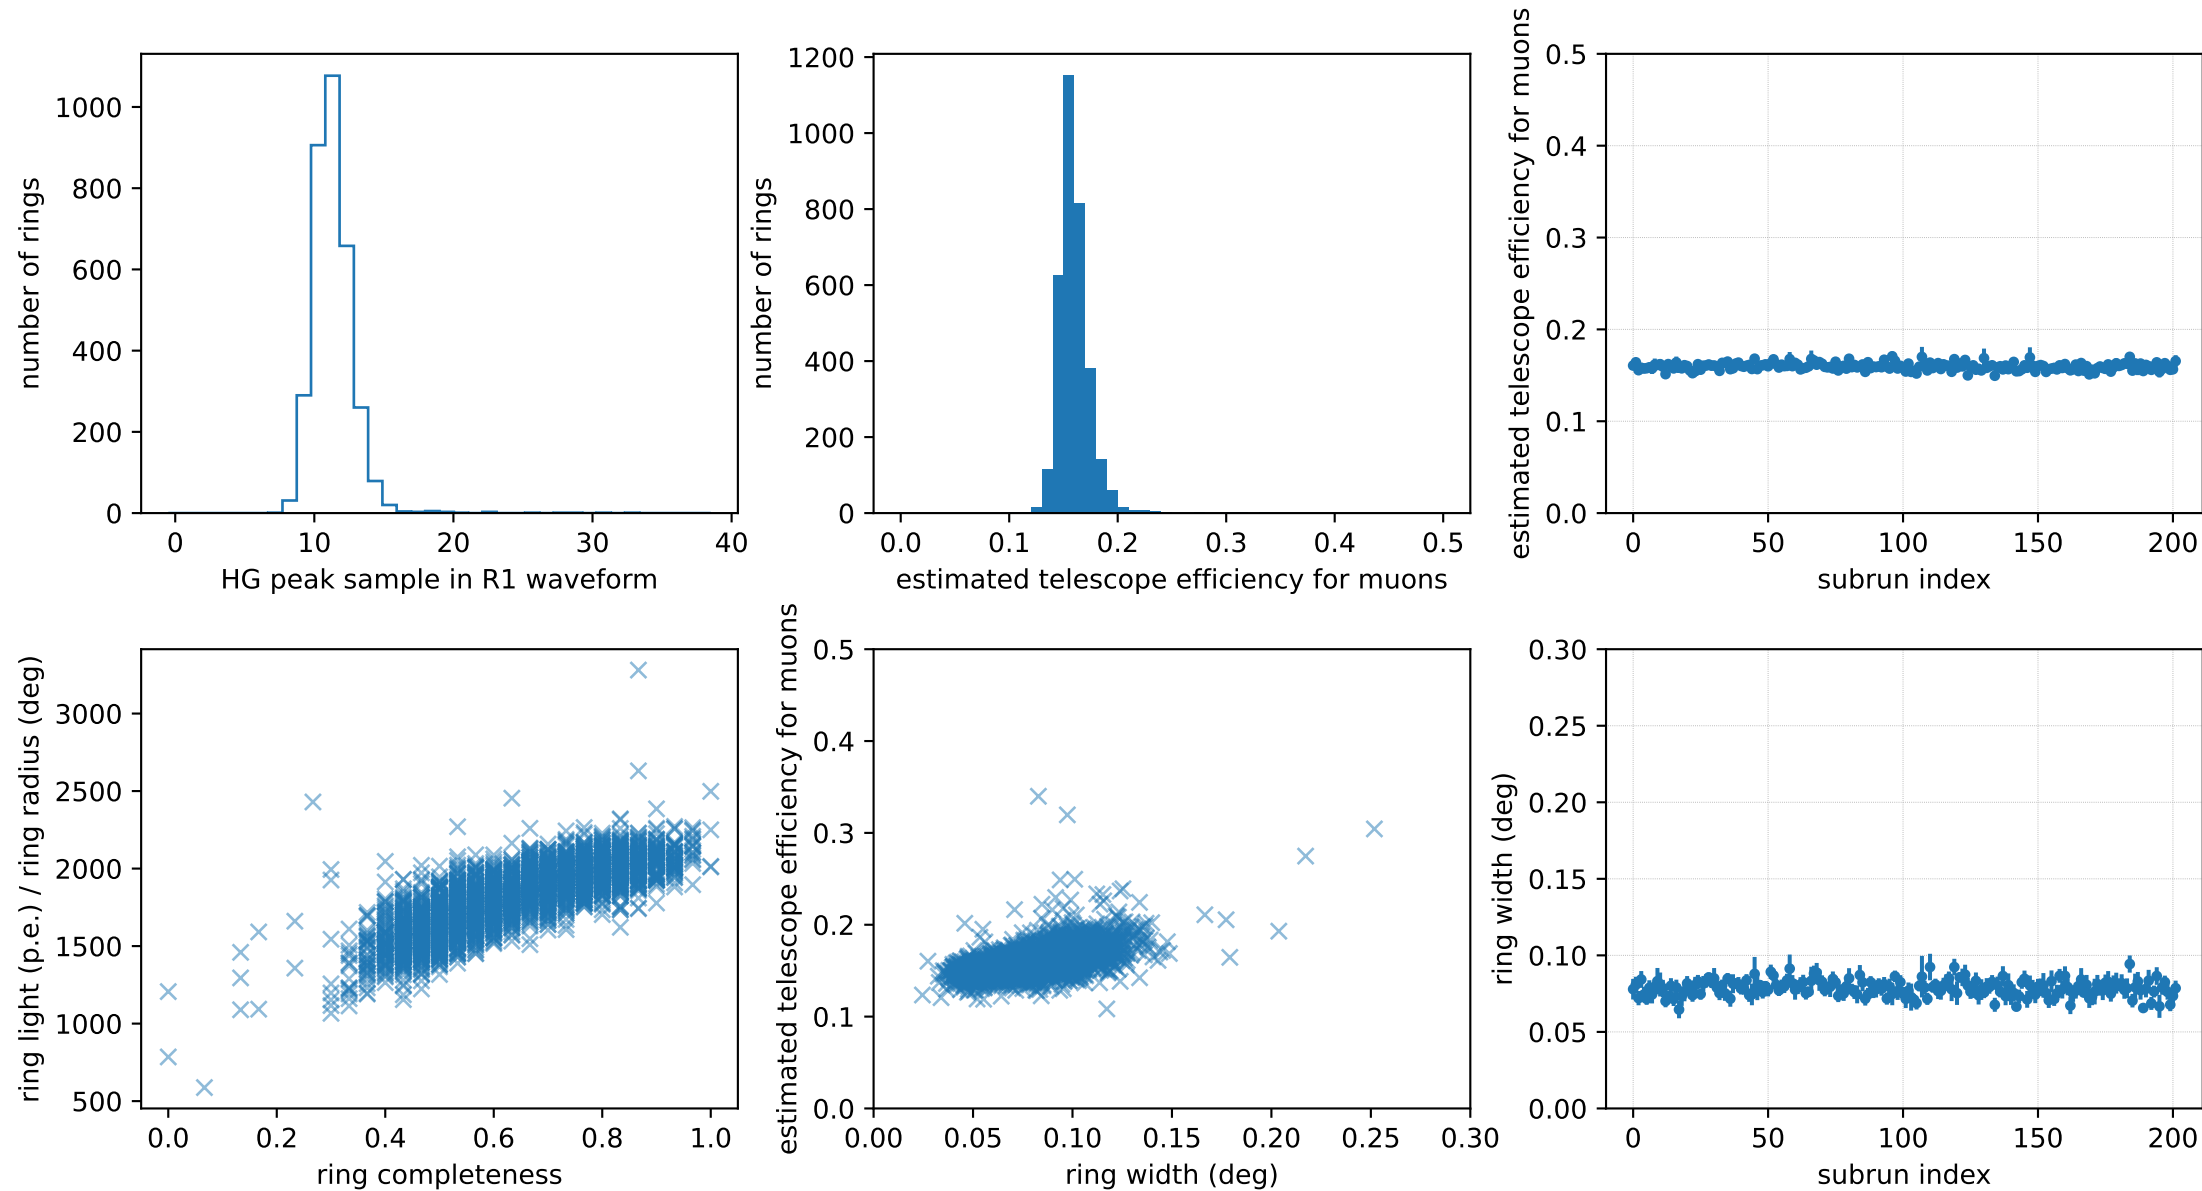 number of rings
1000
800
600
400
200
0
0 10 20 30 40
HG peak sample in R1 waveform
number of rings
1200
1000
800
600
400
200
0
0.0 0.1 0.2 0.3 0.4 0.5
estimated telescope efficiency for muons
estimated telescope efficiency for muons
0.5
0.4
0.3
0.2
0.1
0.0
0 50 100 150 200
subrun index
ring light (p.e.) / ring radius (deg)
3000
2500
2000
1500
1000
500
0.0 0.2 0.4 0.6 0.8 1.0
ring completeness
estimated telescope efficiency for muons
0.5
0.4
0.3
0.2
0.1
0.0
0.00 0.05 0.10 0.15 0.20 0.25 0.30
ring width (deg)
ring width (deg)
0.30
0.25
0.20
0.15
0.10
0.05
0.00
0 50 100 150 200
subrun index